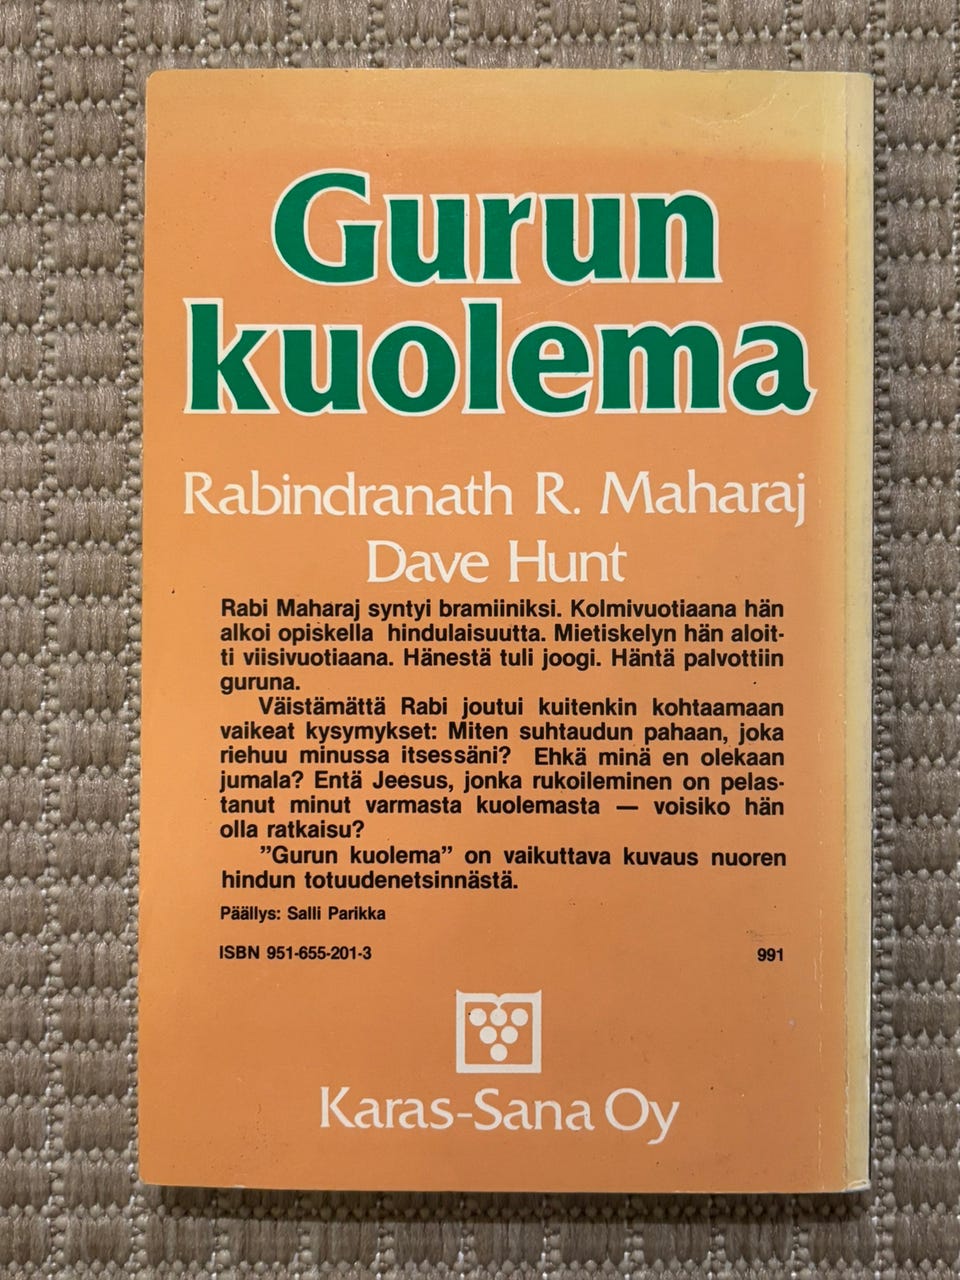 Gurun
kuolema
Rabindranath R. Maharaj
Dave Hunt
Rabi Maharaj syntyi bramiiniksi. Kolmivuotiaana hän
alkoi opiskella hindulaisuutta. Mietiskelyn hän aloit-
ti viisivuotiaana. Hänestä tuli joogi. Häntä palvottiin
guruna.
Väistämättä Rabi joutui kuitenkin kohtaamaan
vaikeat kysymykset: Miten suhtaudun pahaan, joka
riehuu minussa itsessäni? Ehkä minä en olekaan
jumala? Entä Jeesus, jonka rukoileminen on pelas-
tanut minut varmasta kuolemasta — voisiko hän
olla ratkaisu?
”Gurun kuolema” on vaikuttava kuvaus nuoren
hindun totuudenetsinnästä.
Päällys: Salli Parikka
ISBN 951-655-201-3 991
Karas-Sana Oy